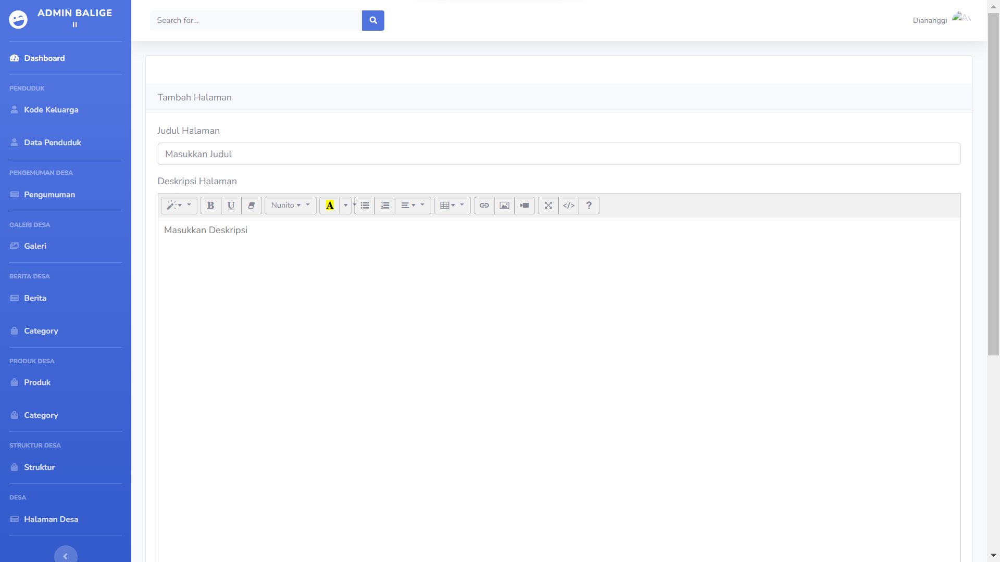 ADMIN BALIGE
II
Dashboard
PENDUDUK
Kode Keluarga
Data Penduduk
PENGEMUMAN DESA
Pengumuman
GALERI DESA
Galeri
BERITA DESA
Berita
Category
PRODUK DESA
Produk
Category
STRUKTUR DESA
Struktur
DESA
Halaman Desa
Search for...
Diananggi
Tambah Halaman
Judul Halaman
Masukkan Judul
Deskripsi Halaman
B U Nunito A </> ?
Masukkan Deskripsi